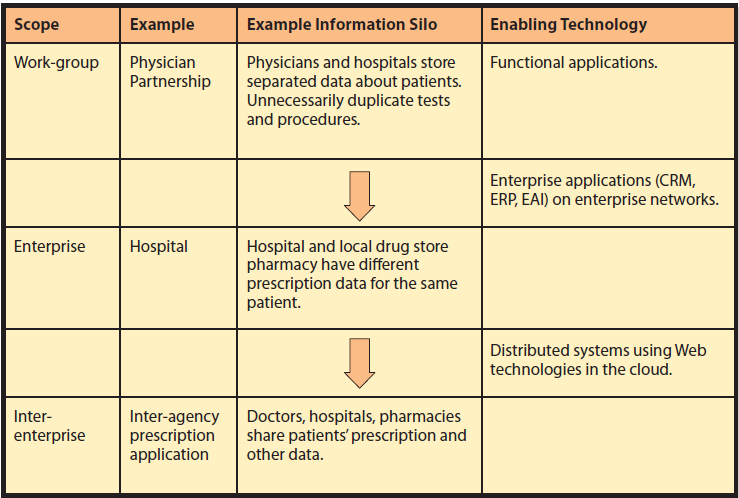 Scope
Example
Example Information Silo
Enabling Technology
Work-group
Physician
Partnership
Physicians and hospitals store
separated data about patients.
Unnecessarily duplicate tests
and procedures.
Functional applications.
Enterprise applications (CRM,
ERP, EAI) on enterprise networks.
Enterprise
Hospital
Hospital and local drug store
pharmacy have different
prescription data for the same
patient.
Distributed systems using Web
technologies in the cloud.
Inter-
enterprise
Inter-agency
prescription
application
Doctors, hospitals, pharmacies
share patients’ prescription and
other data.